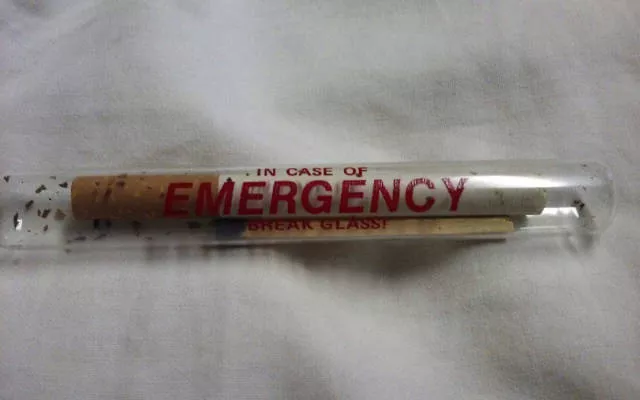 IN CASE OF
EMERGENCY
BREAK GLASS!